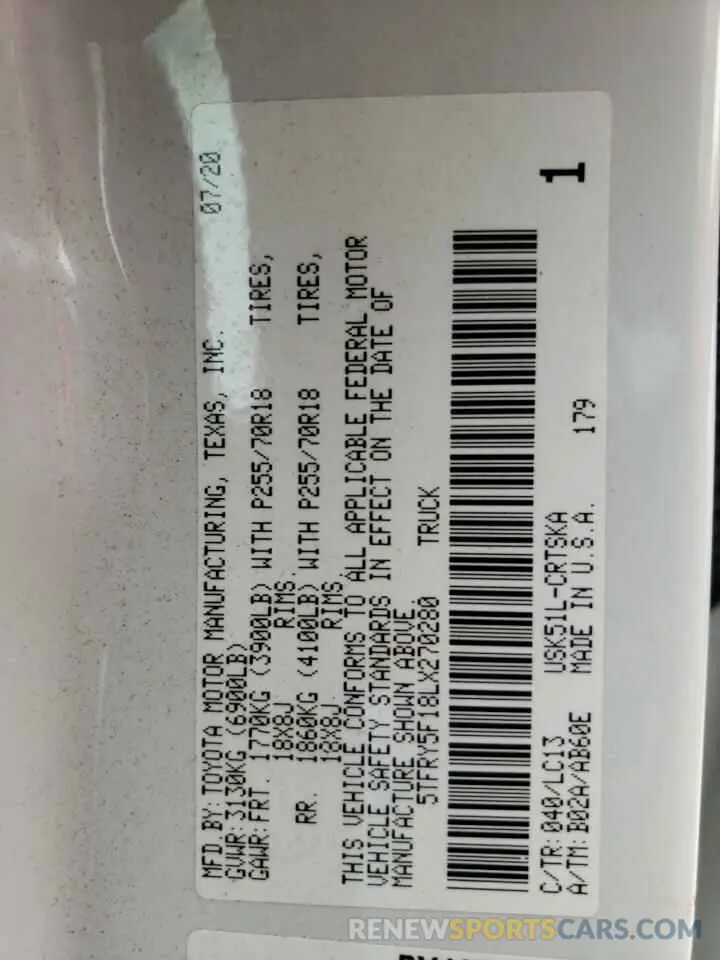 MFD. BY: TOYOTA MOTOR MANUFACTURING, TEXAS, INC. 07/20
GVWR: 3130KG (6900LB)
GAWR: FRT. 1770KG (3900LB) WITH P255/70R18 TIRES,
18X8J RIMS.
RR. 1860KG (4100LB) WITH P255/70R18 TIRES,
18X8J RIMS.
THIS VEHICLE CONFORMS TO ALL APPLICABLE FEDERAL MOTOR
VEHICLE SAFETY STANDARDS IN EFFECT ON THE DATE OF
MANUFACTURE SHOWN ABOVE.
5TFRY5F18LX270280 TRUCK
1
C/TR: 040/LC13 USK51L-CRTSKA
A/TM: B02A/AB60E MADE IN U.S.A. 179
RENEWSPORTSCARS.COM